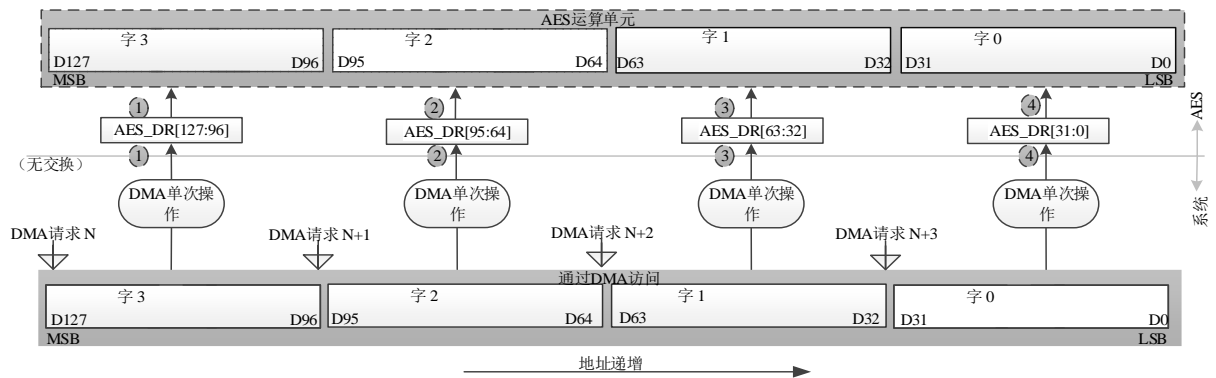 AES运算单元
字 3 字 2 字 1 字 0
D127 D96 D95 D64 D63 D32 D31 D0
MSB LSB
1 2 3 4
AES_DR[127:96] AES_DR[95:64] AES_DR[63:32] AES_DR[31:0]
AES
1 2 3 4
（无交换）
DMA单次操作 DMA单次操作 DMA单次操作 DMA单次操作
系统
DMA请求 N DMA请求 N+1 DMA请求 N+2 DMA请求 N+3
通过DMA访问
字 3 字 2 字 1 字 0
D127 D96 D95 D64 D63 D32 D31 D0
MSB LSB
地址递增